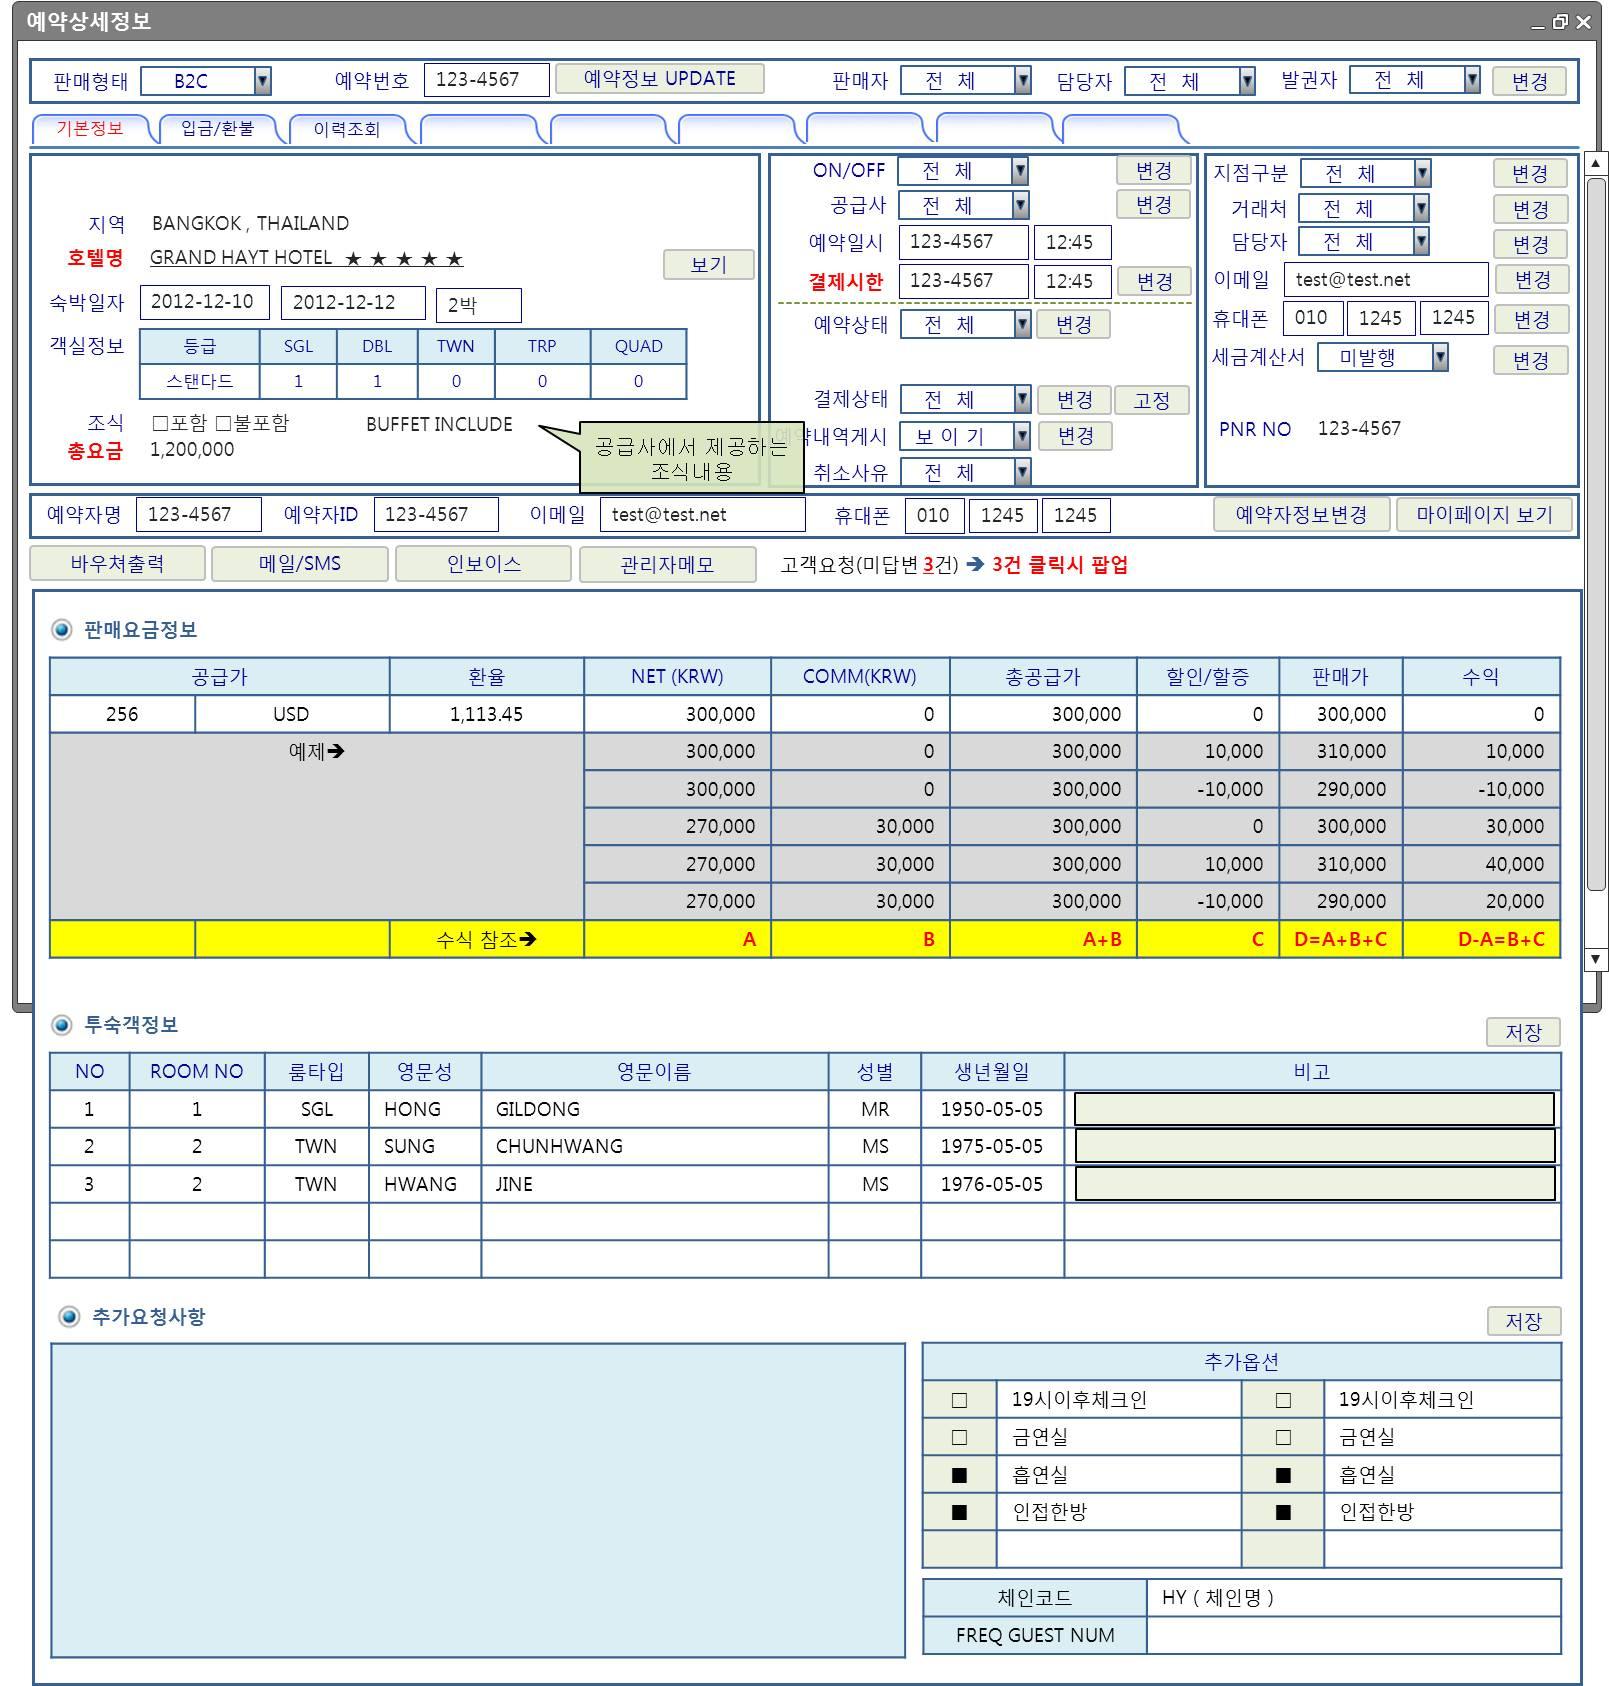 예약상세정보
판매형태 B2C 예약번호 123-4567 예약정보 UPDATE 판매자 전 체 담당자 전 체 발권자 전 체 변경
기본정보 입금/환불 이력조회
지역 BANGKOK , THAILAND
호텔명 GRAND HAYT HOTEL ★ ★ ★ ★ ★ 보기
숙박일자 2012-12-10 2012-12-12 2박
객실정보 등급 SGL DBL TWN TRP QUAD
스탠다드 1 1 0 0 0
조식 □포함 □불포함 BUFFET INCLUDE
총요금 1,200,000
공급사에서 제공하는
조식내용
ON/OFF 전 체 변경
공급사 전 체 변경
예약일시 123-4567 12:45
결제시한 123-4567 12:45 변경
예약상태 전 체 변경
결제상태 전 체 변경 고정
예약내역게시 보 이 기 변경
취소사유 전 체
지점구분 전 체 변경
거래처 전 체 변경
담당자 전 체 변경
이메일 test@test.net 변경
휴대폰 010 1245 1245 변경
세금계산서 미발행 변경
PNR NO 123-4567
예약자명 123-4567 예약자ID 123-4567 이메일 test@test.net 휴대폰 010 1245 1245 예약자정보변경 마이페이지 보기
바우쳐출력 메일/SMS 인보이스 관리자메모 고객요청(미답변 3건) ➔ 3건 클릭시 팝업
판매요금정보
공급가 환율 NET (KRW) COMM(KRW) 총공급가 할인/할증 판매가 수익
256 USD 1,113.45 300,000 0 300,000 0 300,000 0
예제➔ 300,000 0 300,000 10,000 310,000 10,000
300,000 0 300,000 -10,000 290,000 -10,000
270,000 30,000 300,000 0 300,000 30,000
270,000 30,000 300,000 10,000 310,000 40,000
270,000 30,000 300,000 -10,000 290,000 20,000
수식 참조➔ A B A+B C D=A+B+C D-A=B+C
투숙객정보 저장
NO ROOM NO 룸타입 영문성 영문이름 성별 생년월일 비고
1 1 SGL HONG GILDONG MR 1950-05-05
2 2 TWN SUNG CHUNHWANG MS 1975-05-05
3 2 TWN HWANG JINE MS 1976-05-05
추가요청사항 저장
추가옵션
□ 19시이후체크인 □ 19시이후체크인
□ 금연실 □ 금연실
■ 흡연실 ■ 흡연실
■ 인접한방 ■ 인접한방
체인코드 HY ( 체인명 )
FREQ GUEST NUM